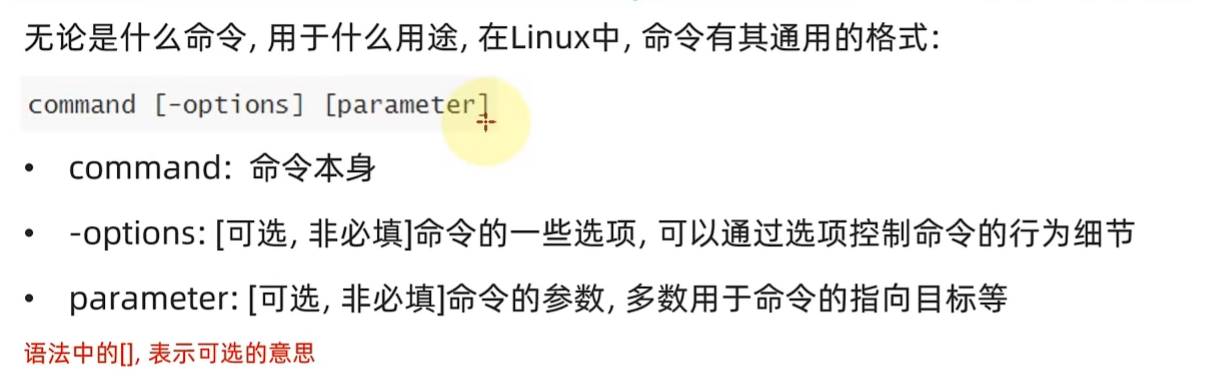 无论是什么命令, 用于什么用途, 在Linux中, 命令有其通用的格式:
command [-options] [parameter]
• command: 命令本身
• -options: [可选, 非必填]命令的一些选项, 可以通过选项控制命令的行为细节
• parameter: [可选, 非必填]命令的参数, 多数用于命令的指向目标等
语法中的[], 表示可选的意思